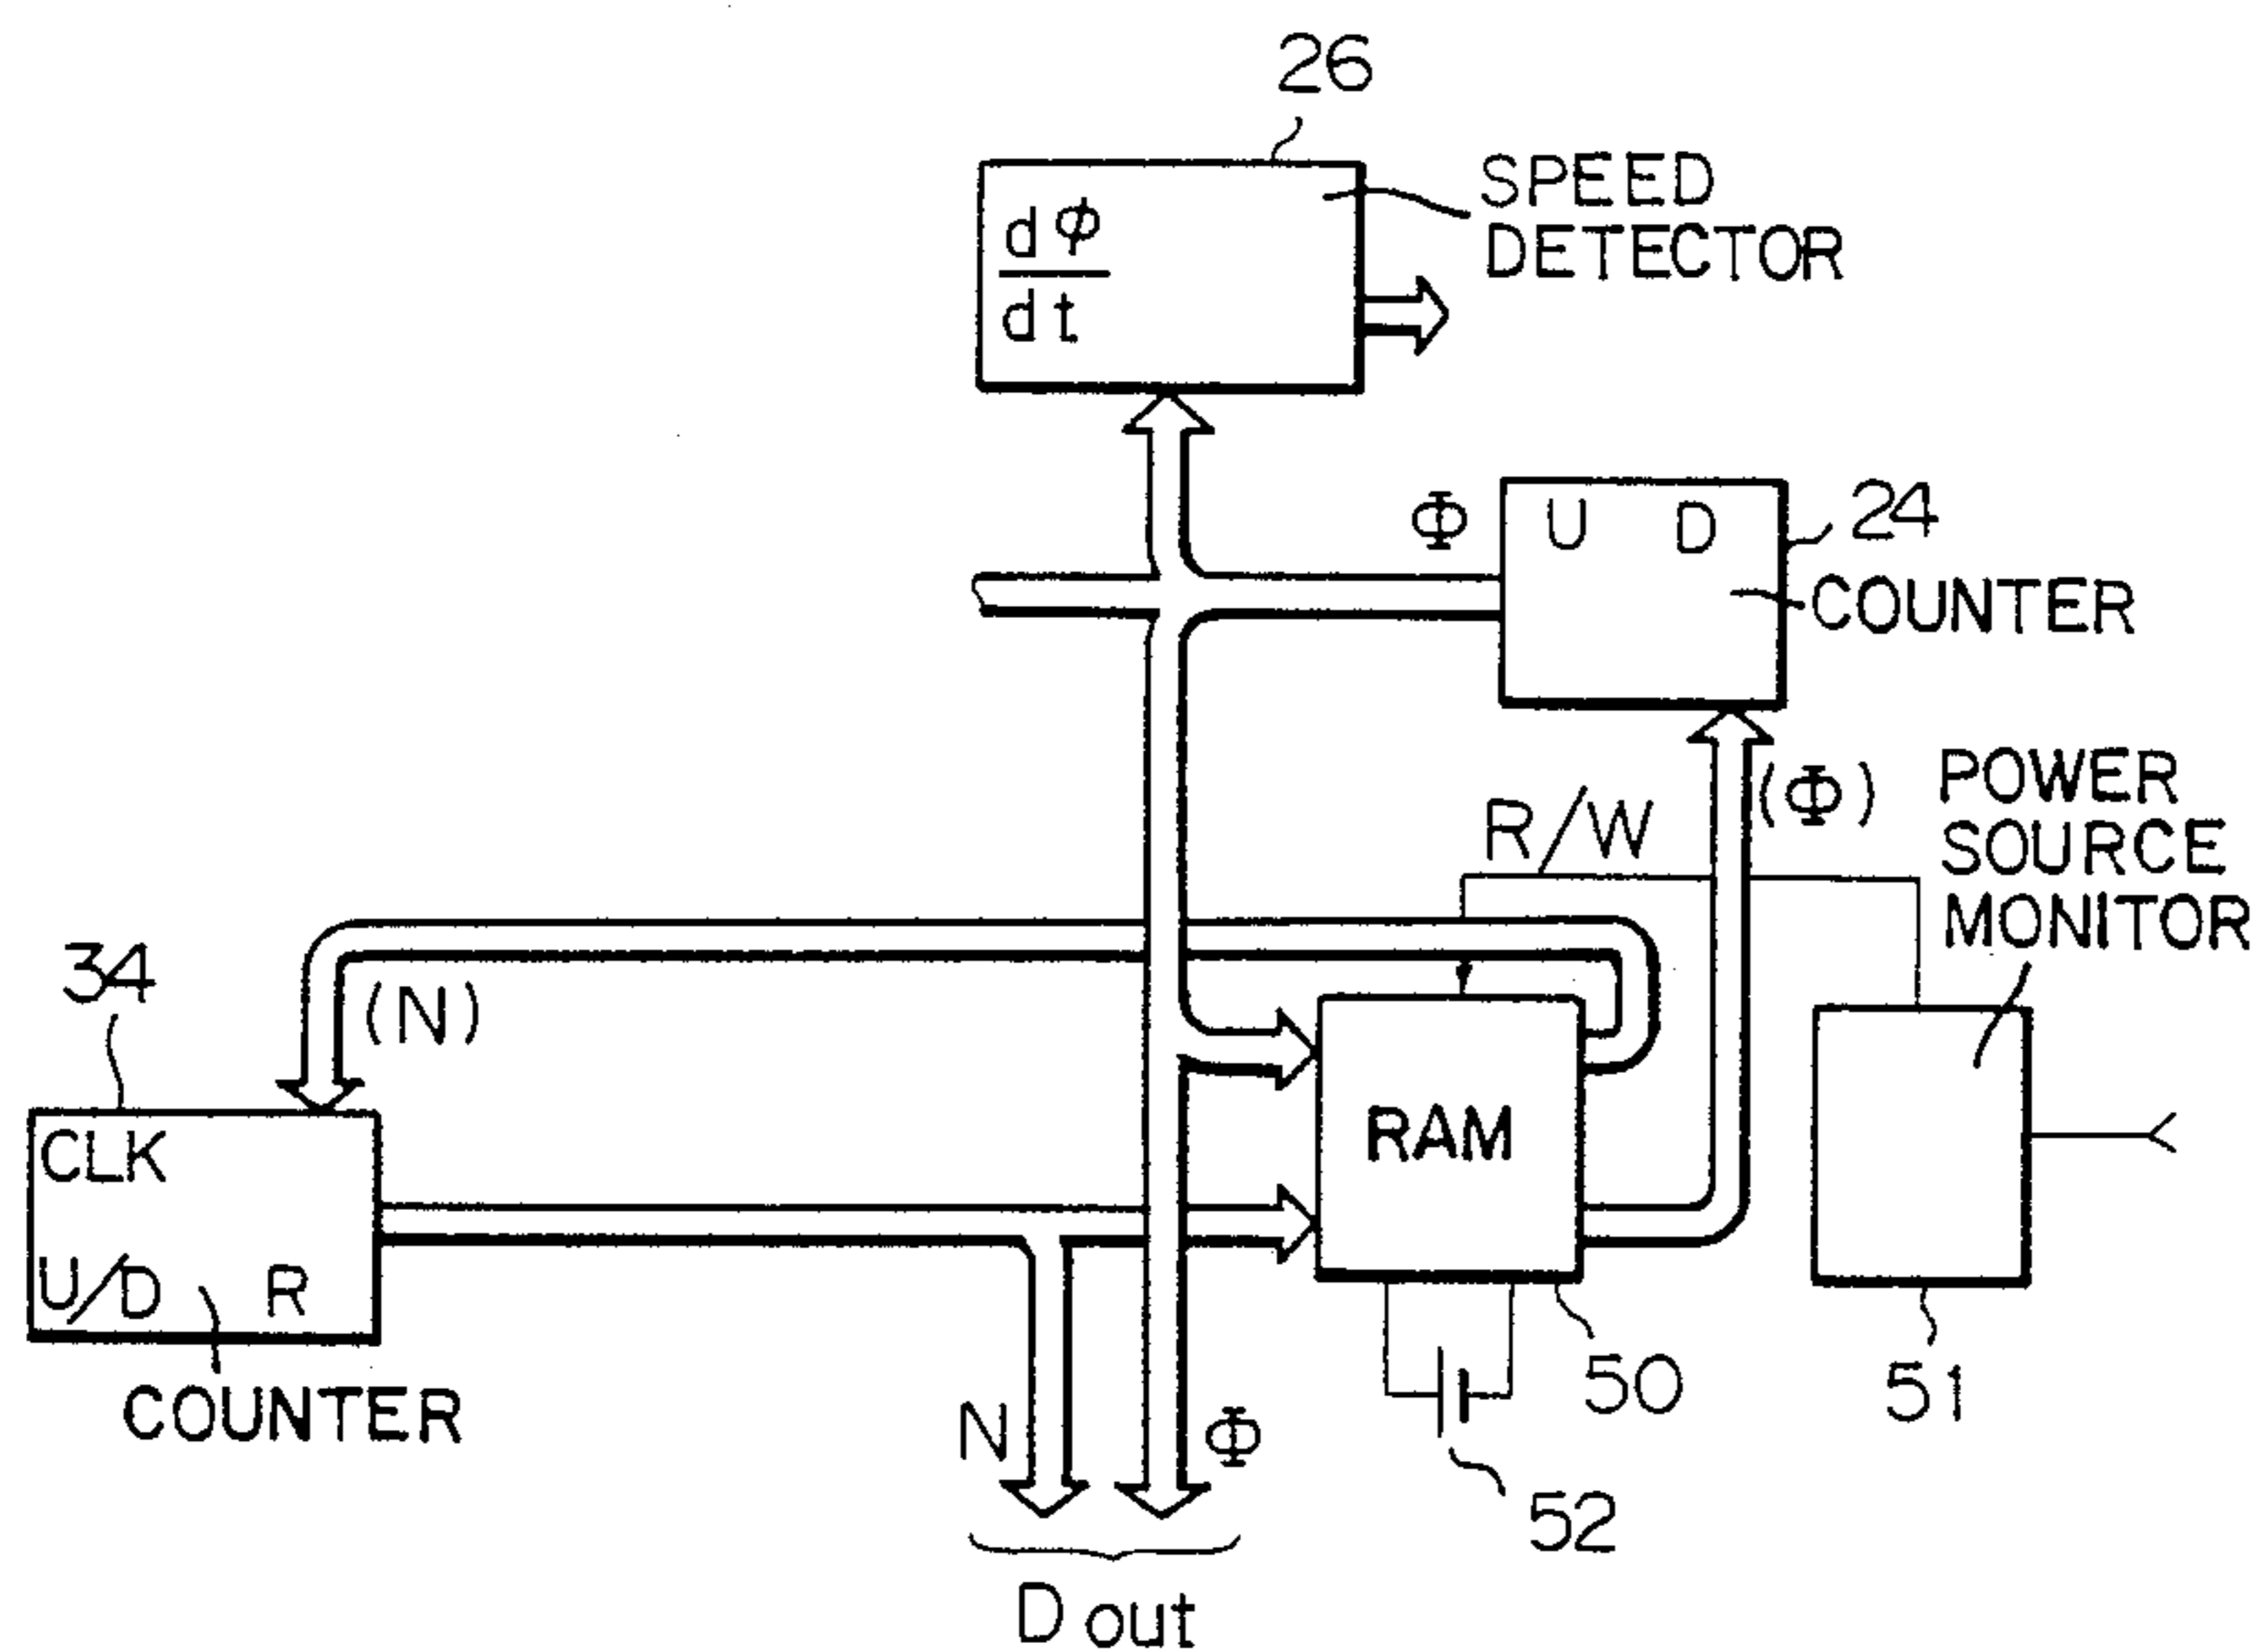 26
dϕ
dt
SPEED
DETECTOR
Φ
U D
24
COUNTER
R/W
(Φ)
POWER
SOURCE
MONITOR
34
(N)
CLK
U/D R
COUNTER
RAM
50
51
52
N
Φ
D out